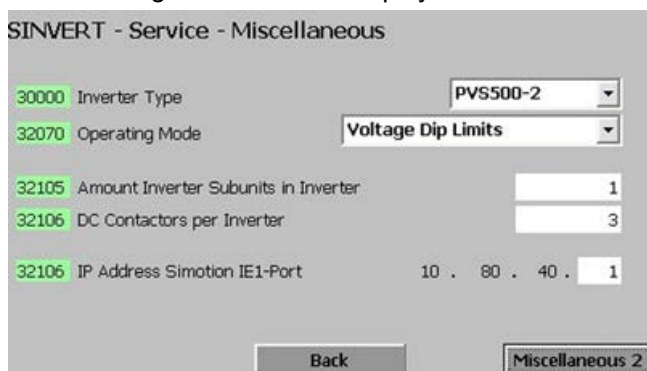 SINVERT - Service - Miscellaneous
30000 Inverter Type PVS500-2
32070 Operating Mode Voltage Dip Limits
32105 Amount Inverter Subunits in Inverter 1
32106 DC Contactors per Inverter 3
32106 IP Address Simotion IE1-Port 10 . 80 . 40 . 1
Back Miscellaneous 2